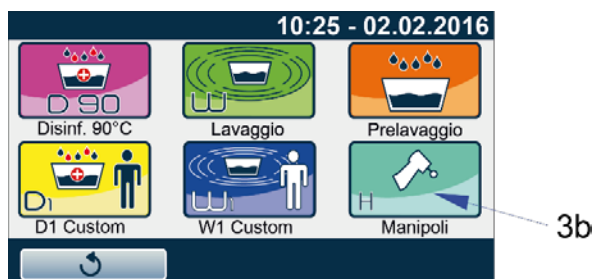 10:25 - 02.02.2016
D 90
W
Disinf. 90°C
Lavaggio
Prelavaggio
D1
W1
H
D1 Custom
W1 Custom
Manipoli
3b